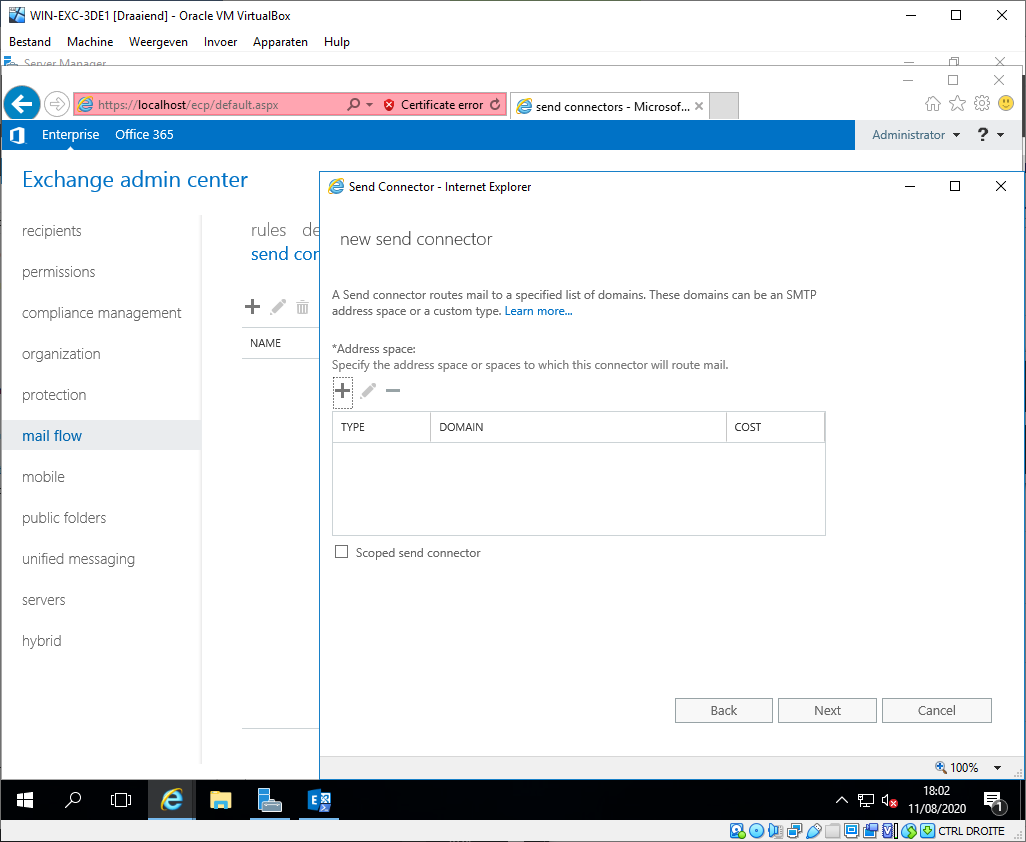 WIN-EXC-3DE1 [Draaiend] - Oracle VM VirtualBox
Bestand Machine Weergeven Invoer Apparaten Hulp
Server Manager
https://localhost/ecp/default.aspx
Certificate error
send connectors - Microsof...
Enterprise Office 365
Administrator ?
Exchange admin center
recipients
permissions
compliance management
organization
protection
mail flow
mobile
public folders
unified messaging
servers
hybrid
rules de
send cor
NAME
Send Connector - Internet Explorer
new send connector
A Send connector routes mail to a specified list of domains. These domains can be an SMTP
address space or a custom type. Learn more...
*Address space:
Specify the address space or spaces to which this connector will route mail.
TYPE DOMAIN COST
Scoped send connector
Back Next Cancel
100%
18:02
11/08/2020
1
CTRL DROITE